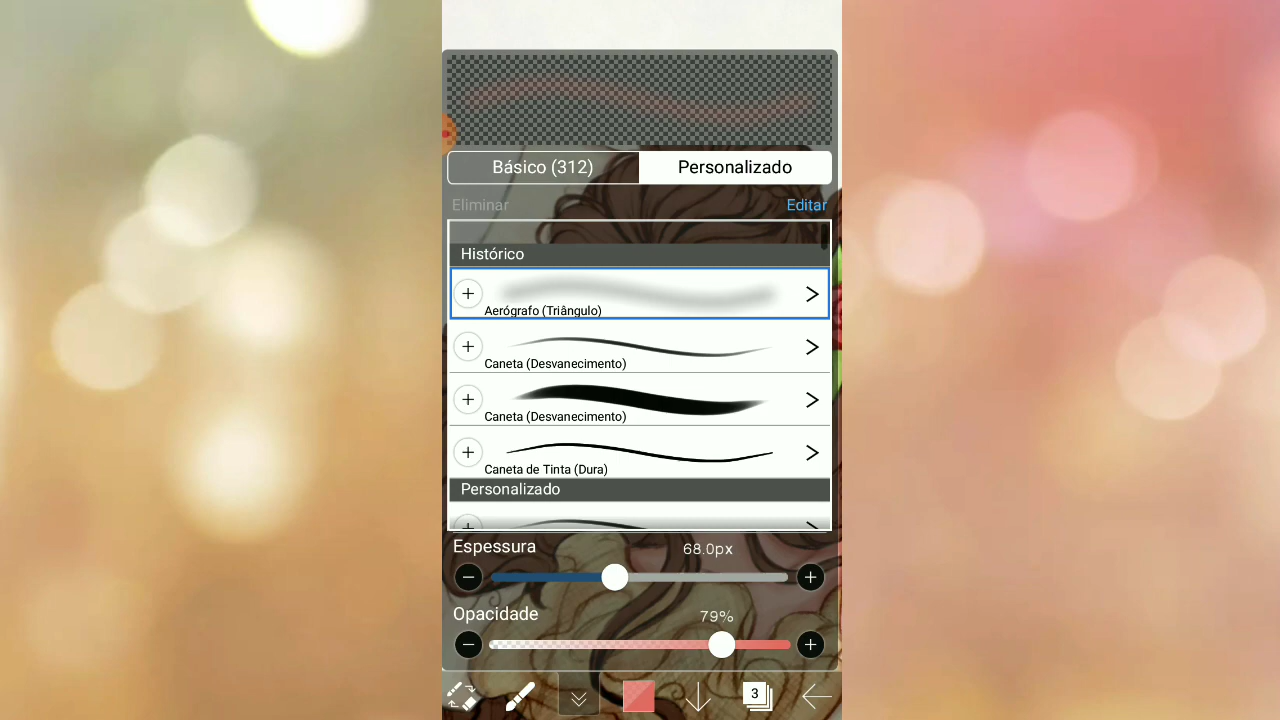 Básico (312)
Personalizado
Eliminar
Editar
Histórico
Aerógrafo (Triângulo)
Caneta (Desvanecimento)
Caneta (Desvanecimento)
Caneta de Tinta (Dura)
Personalizado
Espessura
68.0px
Opacidade
79%
3